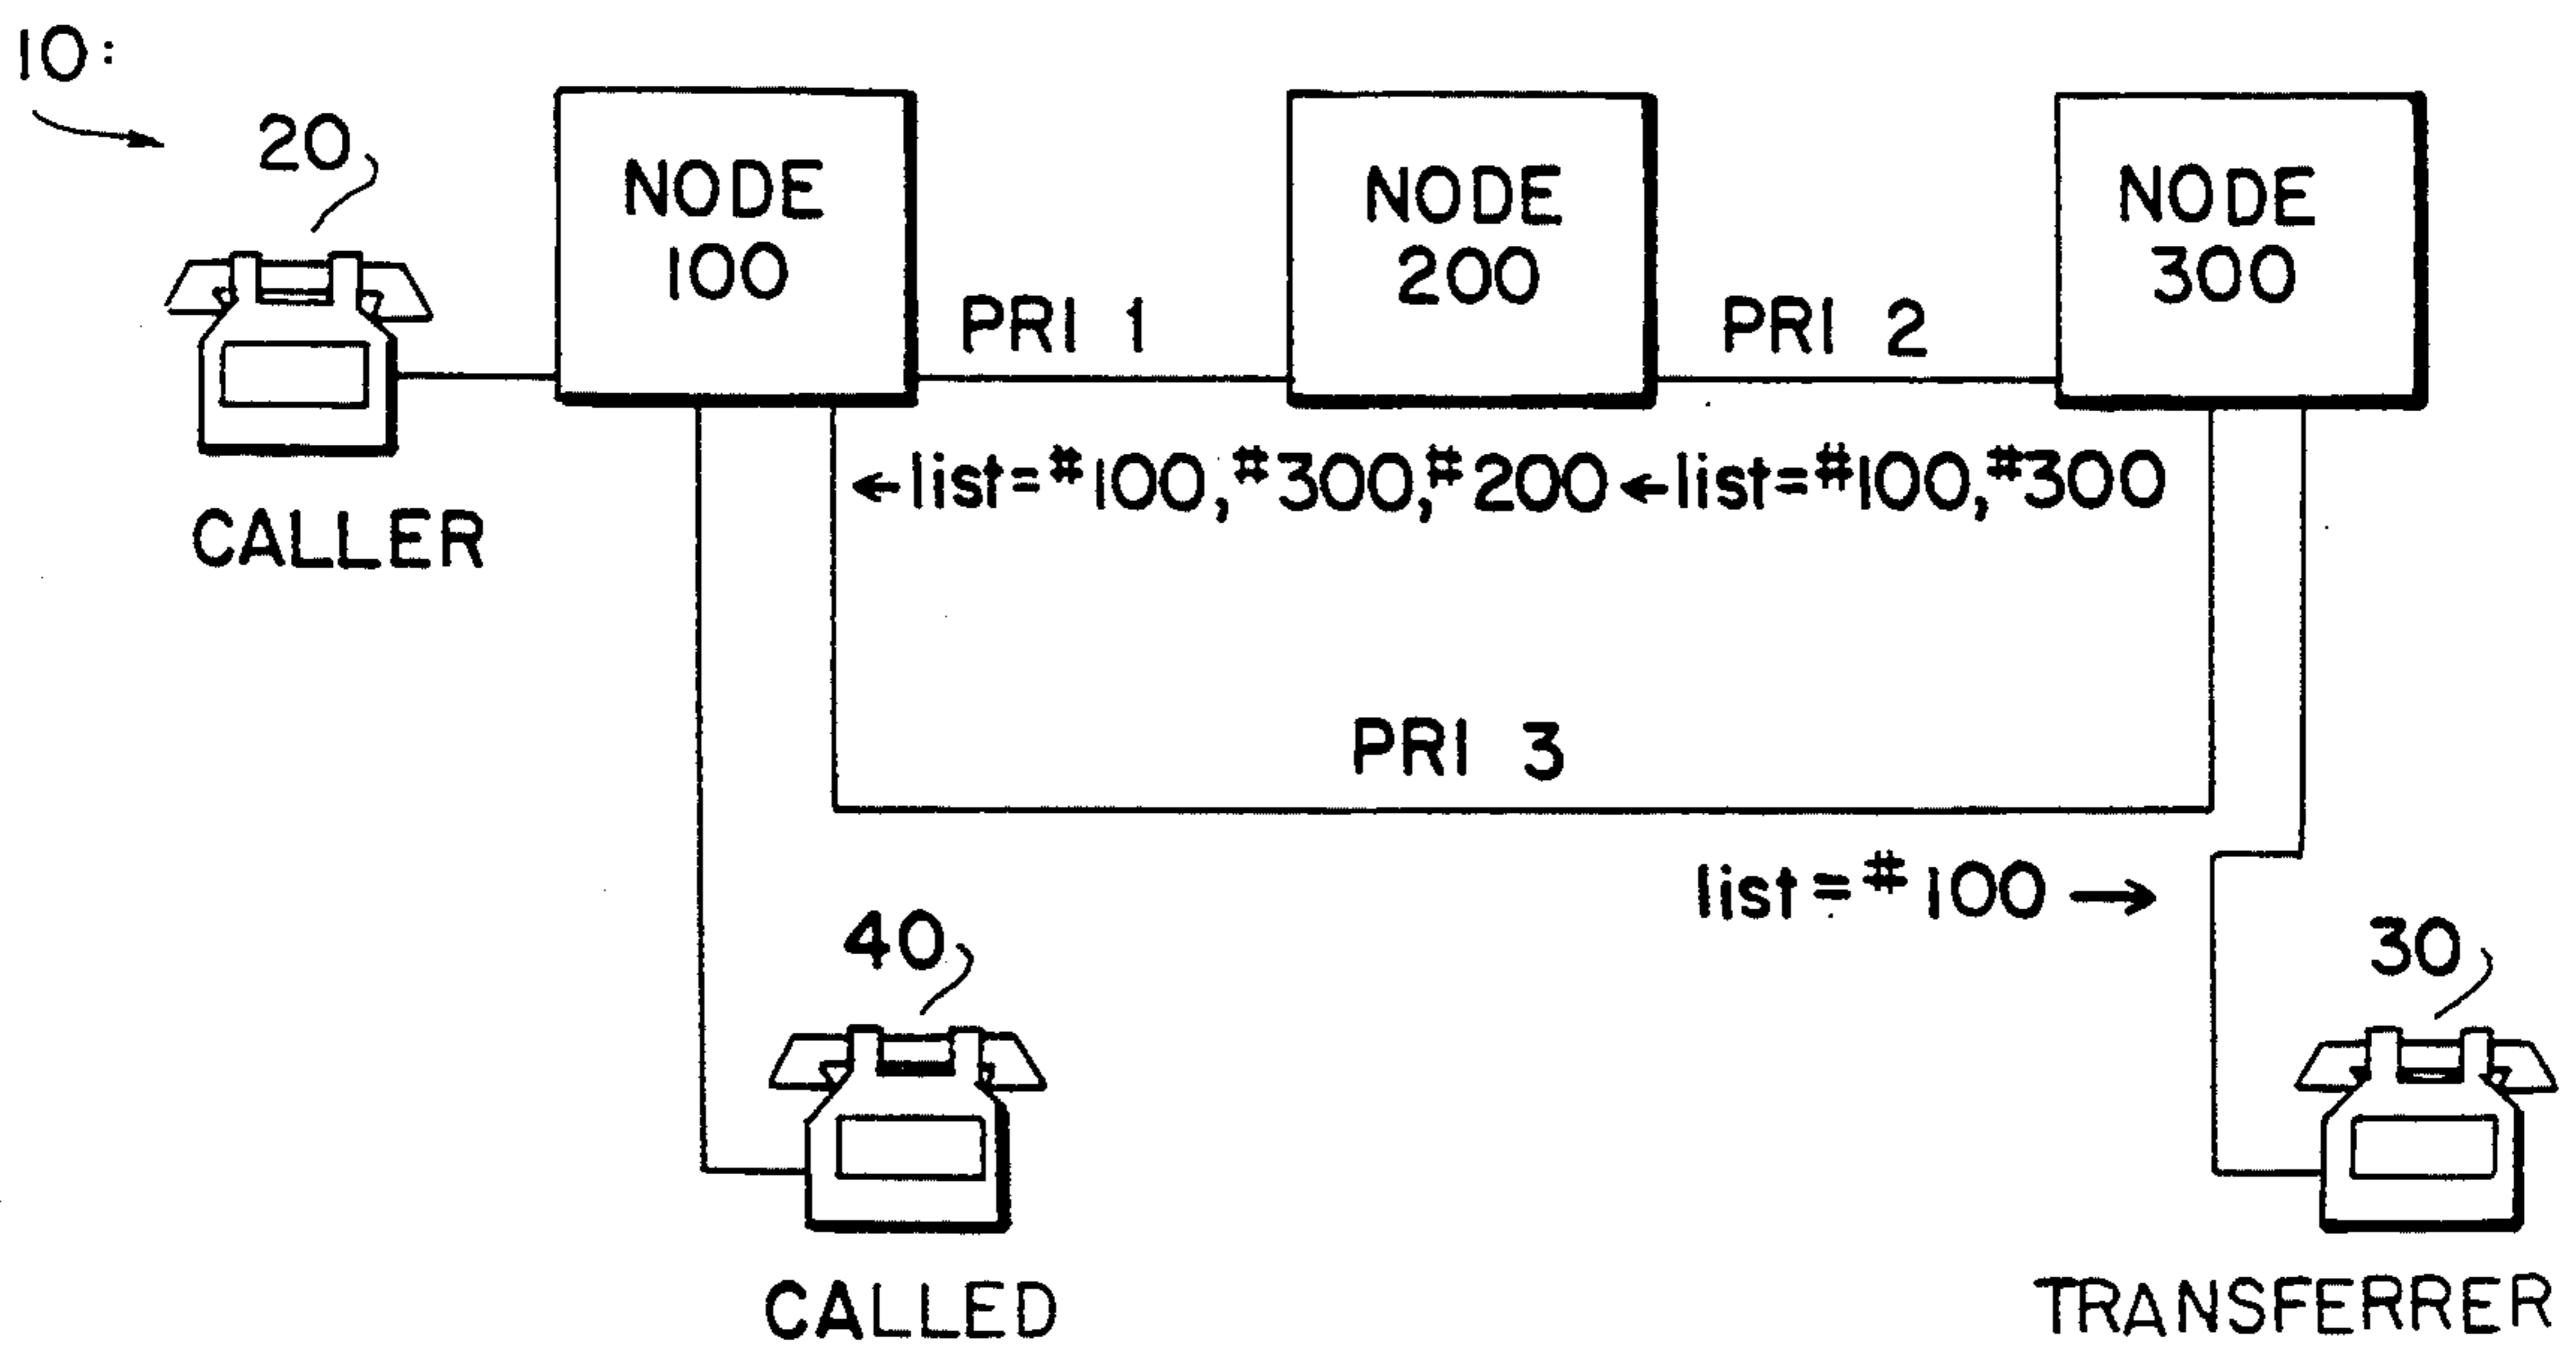 10:
20
NODE
100
NODE
200
NODE
300
PRI 1
PRI 2
←list=#100,#300,#200
←list=#100,#300
CALLER
PRI 3
list=#100→
40
30
CALLED
TRANSFERRER